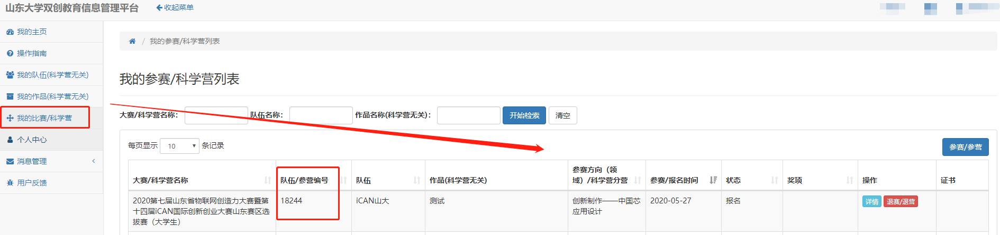 山东大学双创教育信息管理平台 收起菜单
我的主页
操作指南
我的队伍(科学营无关)
我的作品(科学营无关)
我的比赛/科学营
个人中心
消息管理
用户反馈
/ 我的参赛/科学营列表
我的参赛/科学营列表
大赛/科学营名称： 队伍名称： 作品名称(科学营无关)： 开始检索 清空
每页显示 10 条记录
参赛/参营
大赛/科学营名称
队伍/参营编号
队伍
作品(科学营无关)
参赛方向（领
域）/科学营分营
参赛/报名时间
状态
奖项
操作
证书
2020第七届山东省物联网创造力大赛暨第
十四届iCAN国际创新创业大赛山东赛区选
拔赛（大学生）
18244
iCAN山大
测试
创新制作——中国芯
应用设计
2020-05-27
报名
详情 退赛/退营